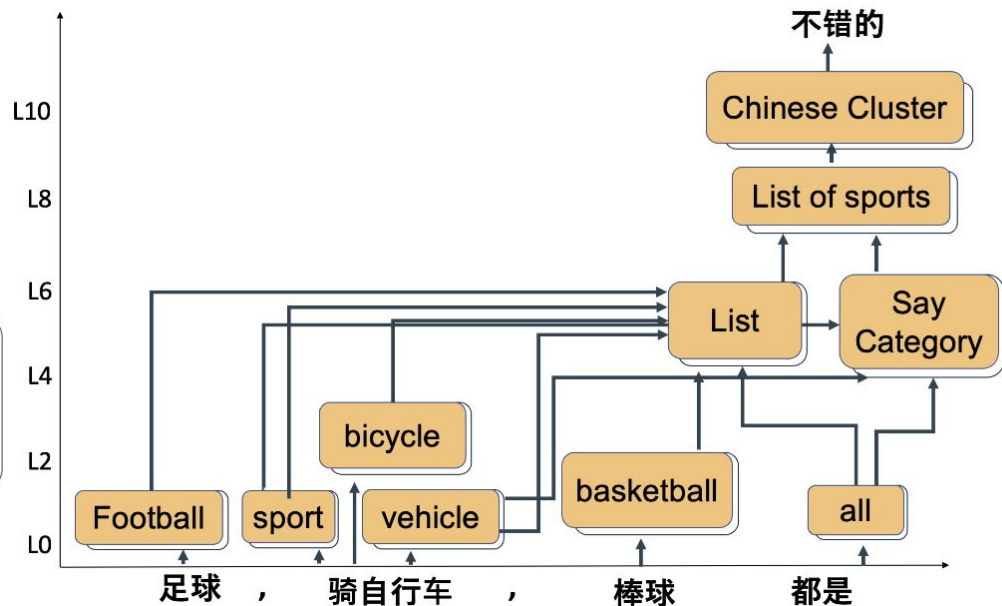 不错的
L10
Chinese Cluster
L8
List of sports
L6
List
Say
Category
L4
bicycle
L2
basketball
Football
sport
vehicle
all
L0
足球 , 骑自行车 , 棒球 都是